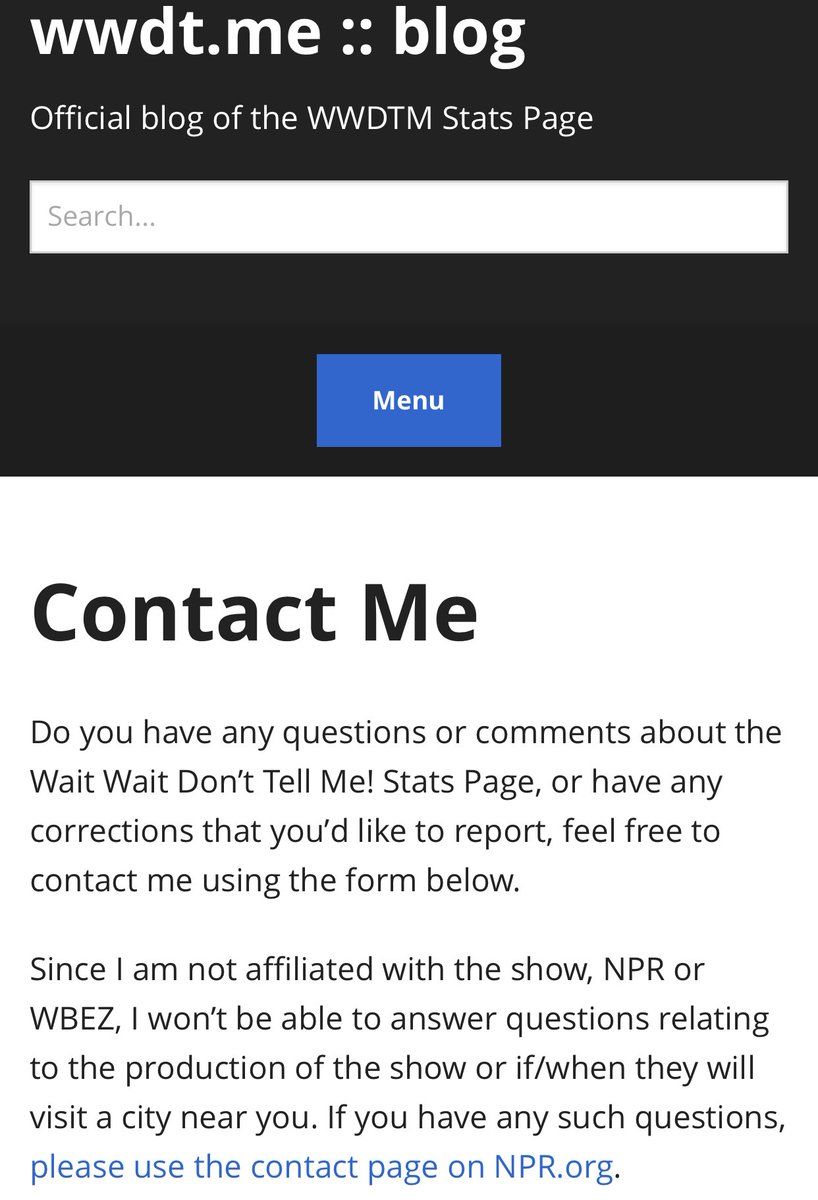 wwdt.me :: blog
Official blog of the WWDTM Stats Page
Search...
Menu
Contact Me
Do you have any questions or comments about the
Wait Wait Don’t Tell Me! Stats Page, or have any
corrections that you’d like to report, feel free to
contact me using the form below.
Since I am not affiliated with the show, NPR or
WBEZ, I won’t be able to answer questions relating
to the production of the show or if/when they will
visit a city near you. If you have any such questions,
please use the contact page on NPR.org.